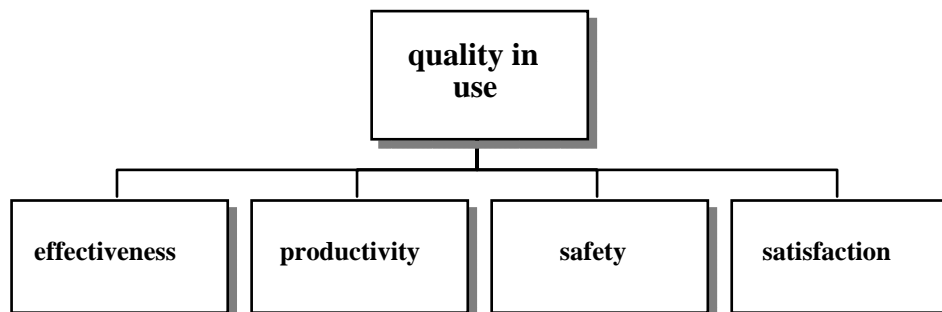 quality in
use
effectiveness
productivity
safety
satisfaction